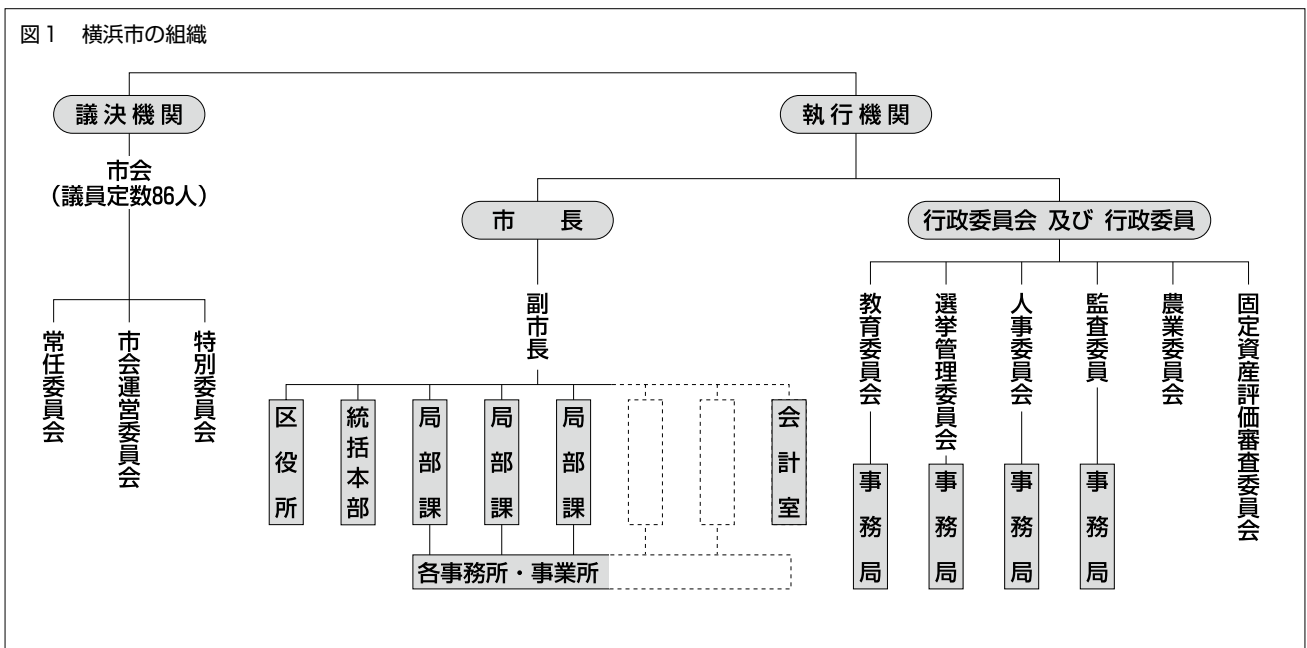 図1 横浜市の組織
議決機関
執行機関
市会
（議員定数86人）
市 長
行政委員会 及び 行政委員
副市長
常任委員会
市会運営委員会
特別委員会
区役所
統括本部
局部課
局部課
局部課
会計室
各事務所・事業所
教育委員会
選挙管理委員会
人事委員会
監査委員
農業委員会
固定資産評価審査委員会
事務局
事務局
事務局
事務局